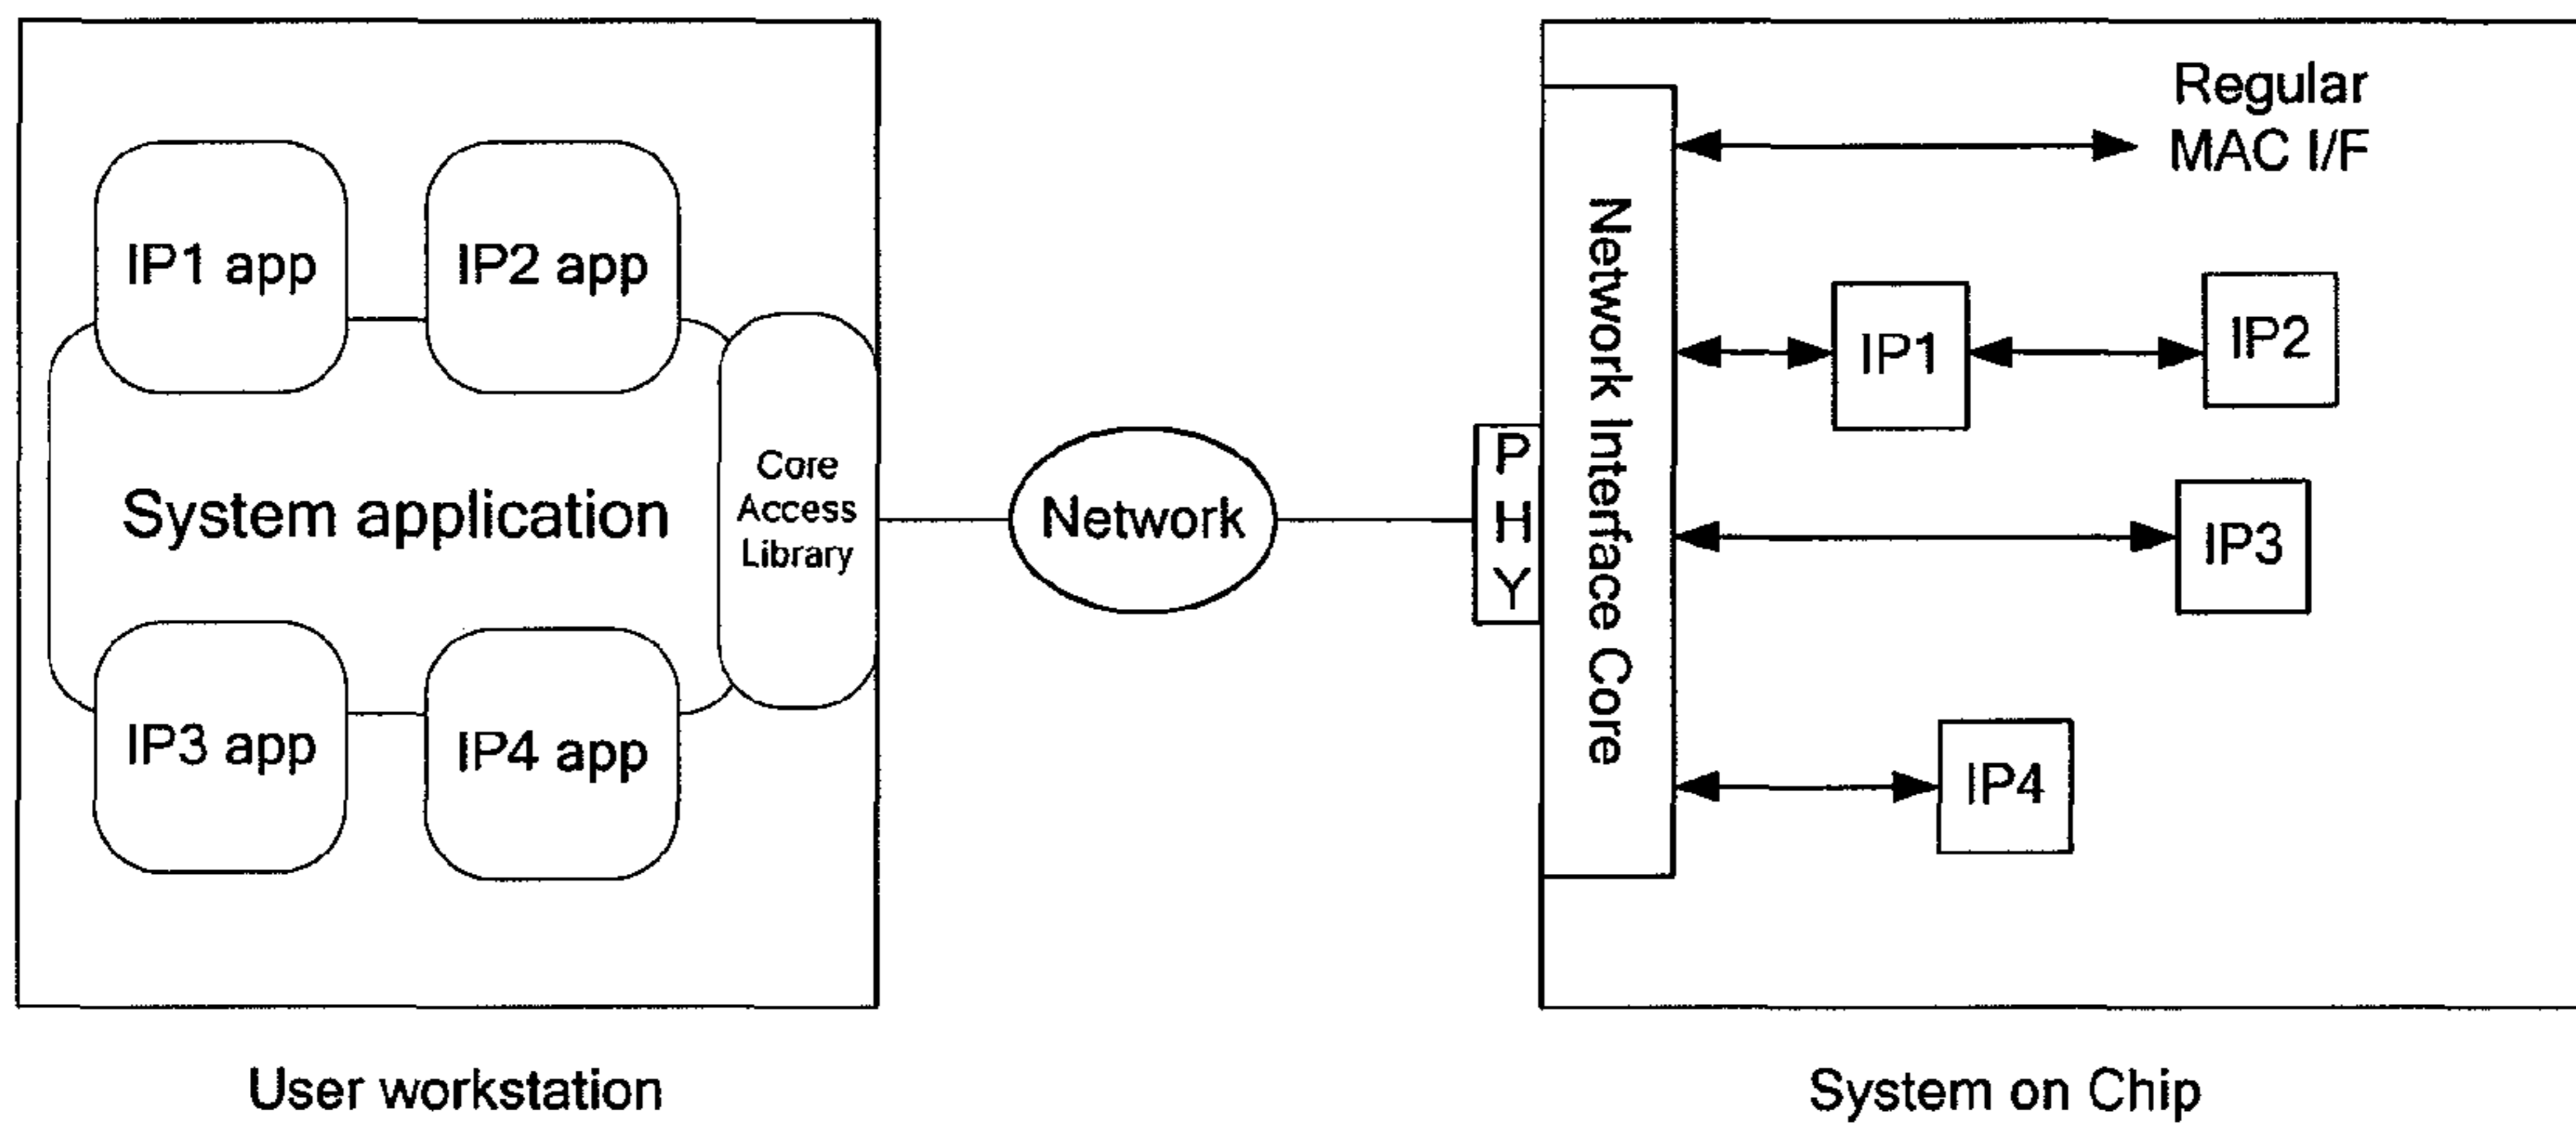 IP1 app
IP2 app
System application
Core
Access
Library
IP3 app
IP4 app
User workstation
Network
P
H
Y
Network Interface Core
Regular
MAC I/F
IP1
IP2
IP3
IP4
System on Chip